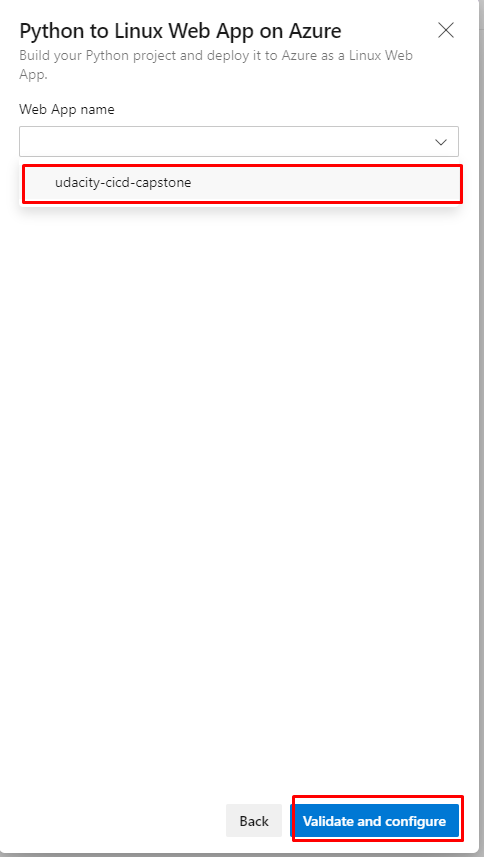 Python to Linux Web App on Azure
Build your Python project and deploy it to Azure as a Linux Web
App.
Web App name
udacity-cicd-capstone
Back
Validate and configure